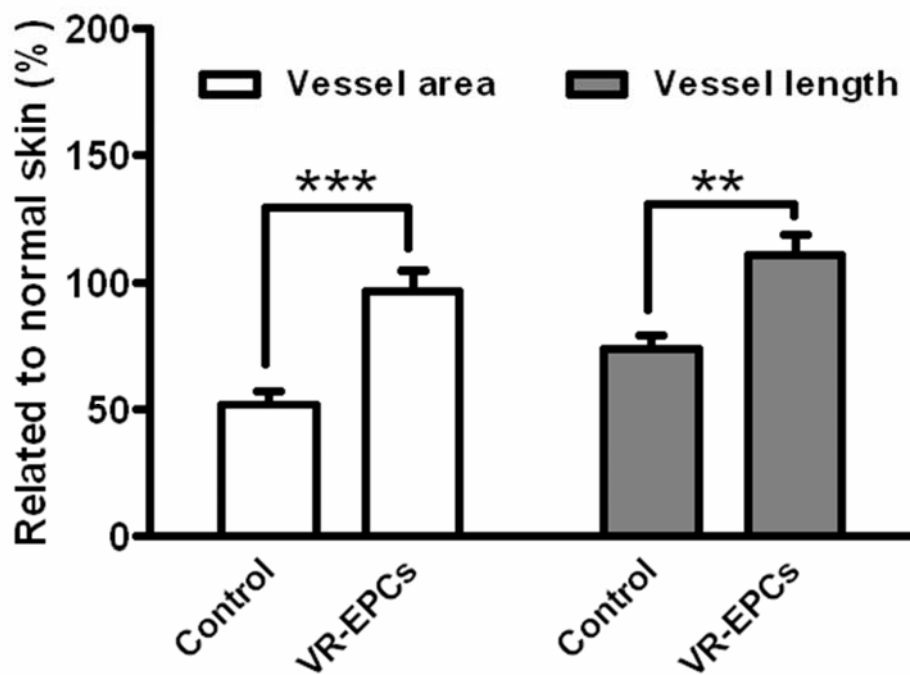 Related to normal skin (%)
200
150
100
50
0
Vessel area
Vessel length
***
**
Control
VR-EPCs
Control
VR-EPCs